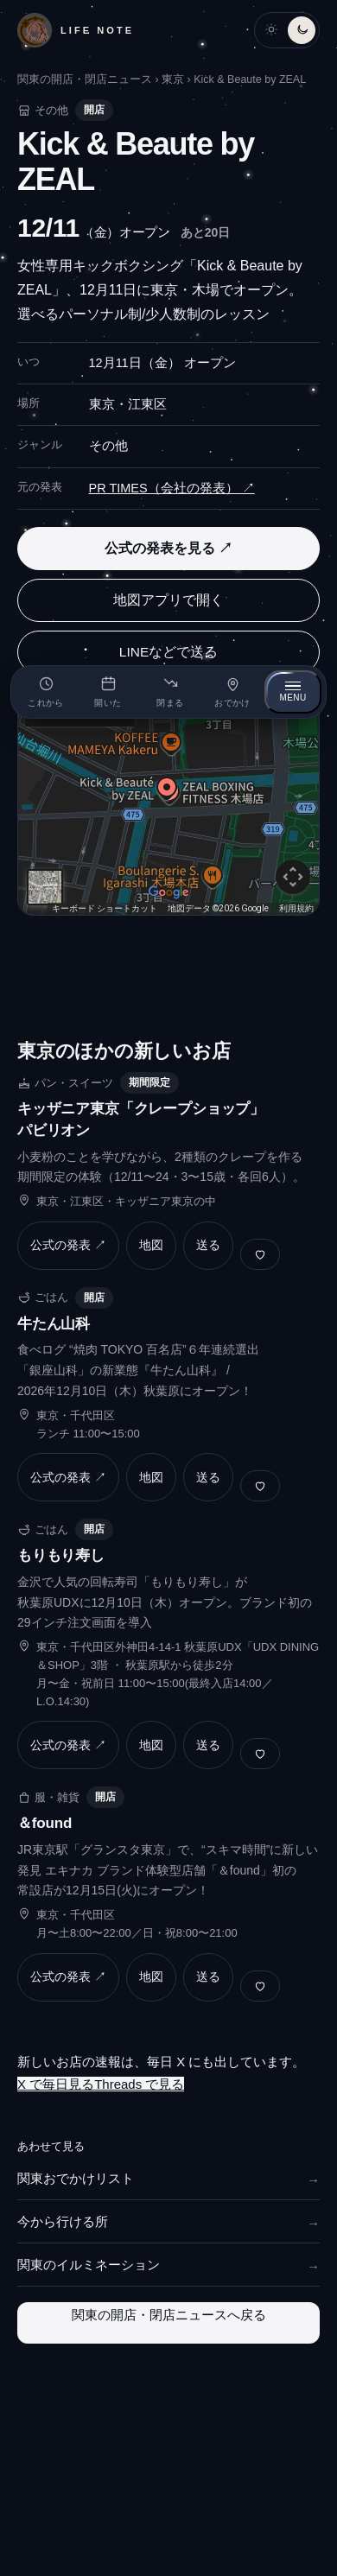 LIFE NOTE
関東の開店・閉店ニュース › 東京 › Kick & Beaute by ZEAL
その他 開店
Kick & Beaute by
ZEAL
12/11（金）オープン あと20日
女性専用キックボクシング「Kick & Beaute by
ZEAL」、12月11日に東京・木場でオープン。
選べるパーソナル制/少人数制のレッスン
いつ 12月11日（金） オープン
場所 東京・江東区
ジャンル その他
元の発表 PR TIMES（会社の発表） ↗
公式の発表を見る ↗
地図アプリで開く
LINEなどで送る
これから 開いた 閉まる おでかけ MENU
3丁目
仙台堀川
KOFFEE
MAMEYA Kakeru
木場公
Kick & Beauté
by ZEAL
ZEAL BOXING
FITNESS 木場店
475
475
319
Boulangerie S.
Igarashi 木場本店
3丁目
Google
キーボード ショートカット 地図データ ©2026 Google 利用規約
東京のほかの新しいお店
パン・スイーツ 期間限定
キッザニア東京「クレープショップ」
パビリオン
小麦粉のことを学びながら、2種類のクレープを作る
期間限定の体験（12/11〜24・3〜15歳・各回6人）。
東京・江東区・キッザニア東京の中
公式の発表 ↗ 地図 送る
ごはん 開店
牛たん山科
食べログ “焼肉 TOKYO 百名店”６年連続選出
「銀座山科」の新業態『牛たん山科』 /
2026年12月10日（木）秋葉原にオープン！
東京・千代田区
ランチ 11:00〜15:00
公式の発表 ↗ 地図 送る
ごはん 開店
もりもり寿し
金沢で人気の回転寿司「もりもり寿し」が
秋葉原UDXに12月10日（木）オープン。ブランド初の
29インチ注文画面を導入
東京・千代田区外神田4-14-1 秋葉原UDX「UDX DINING
＆SHOP」3階 ・ 秋葉原駅から徒歩2分
月〜金・祝前日 11:00〜15:00(最終入店14:00／
L.O.14:30)
公式の発表 ↗ 地図 送る
服・雑貨 開店
＆found
JR東京駅「グランスタ東京」で、“スキマ時間”に新しい
発見 エキナカ ブランド体験型店舗「＆found」初の
常設店が12月15日(火)にオープン！
東京・千代田区
月〜土8:00〜22:00／日・祝8:00〜21:00
公式の発表 ↗ 地図 送る
新しいお店の速報は、毎日 X にも出しています。
X で毎日見るThreads で見る
あわせて見る
関東おでかけリスト →
今から行ける所 →
関東のイルミネーション →
関東の開店・閉店ニュースへ戻る